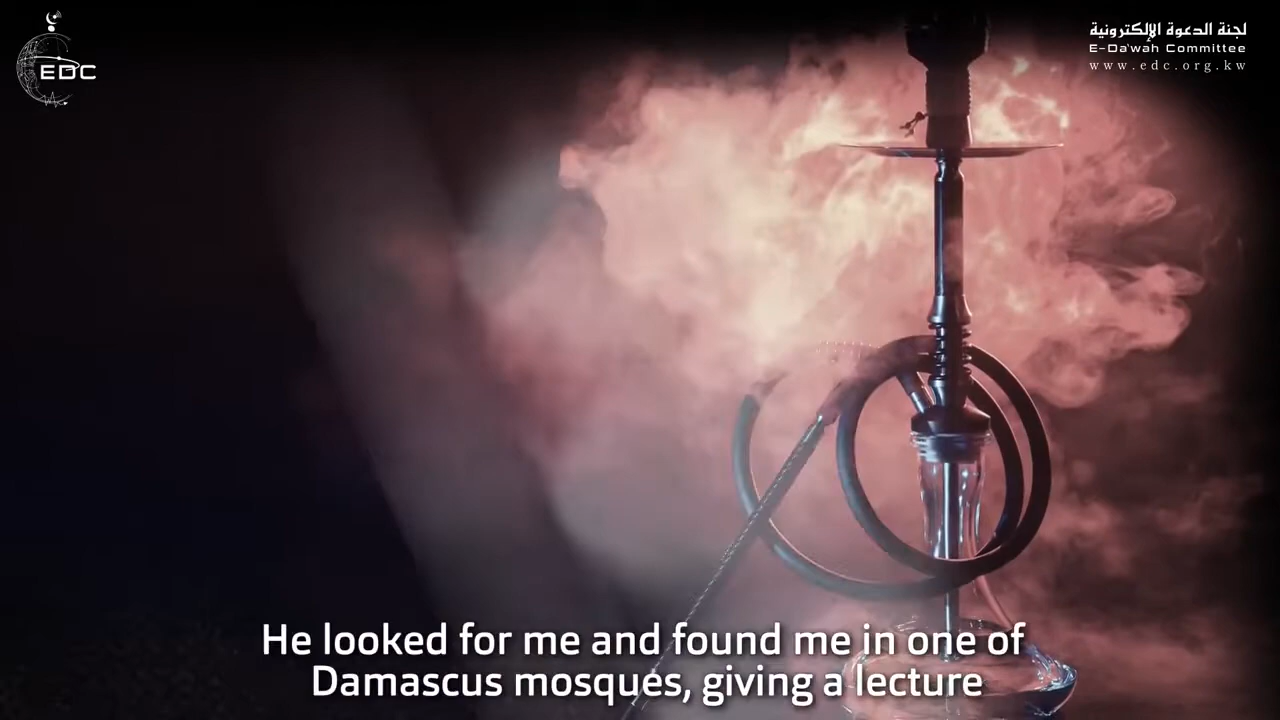 EDC
لجنة الدعوة الإلكترونية
E-Da'wah Committee
www.edc.org.kw
He looked for me and found me in one of
Damascus mosques, giving a lecture